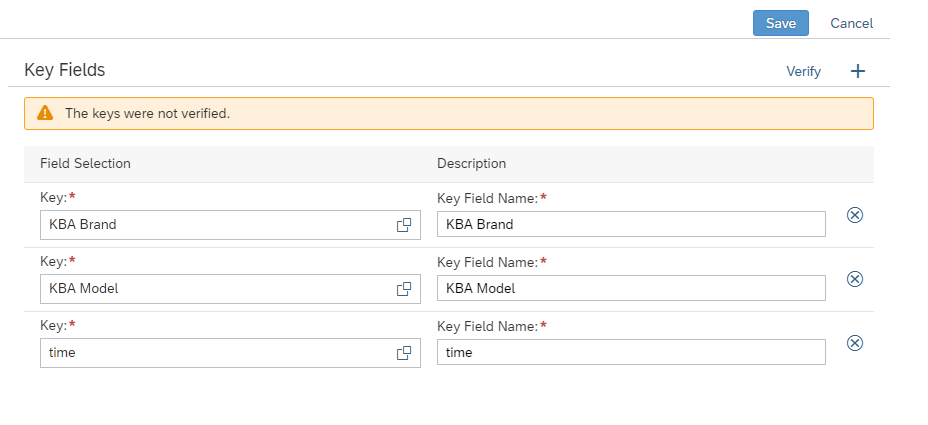 Save Cancel
Key Fields Verify
The keys were not verified.
Field Selection Description
Key:* Key Field Name:*
KBA Brand KBA Brand
Key:* Key Field Name:*
KBA Model KBA Model
Key:* Key Field Name:*
time time